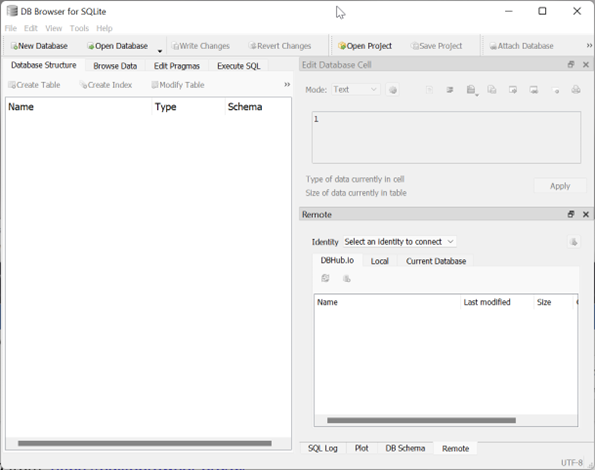 DB Browser for SQLite
File Edit View Tools Help
New Database Open Database Write Changes Revert Changes Open Project Save Project Attach Database »
Database Structure Browse Data Edit Pragmas Execute SQL
Create Table Create Index Modify Table »
Name Type Schema
Edit Database Cell
Mode: Text
1
Type of data currently in cell
Size of data currently in table
Apply
Remote
Identity Select an identity to connect
DBHub.io Local Current Database
Name Last modified Size
SQL Log Plot DB Schema Remote
UTF-8